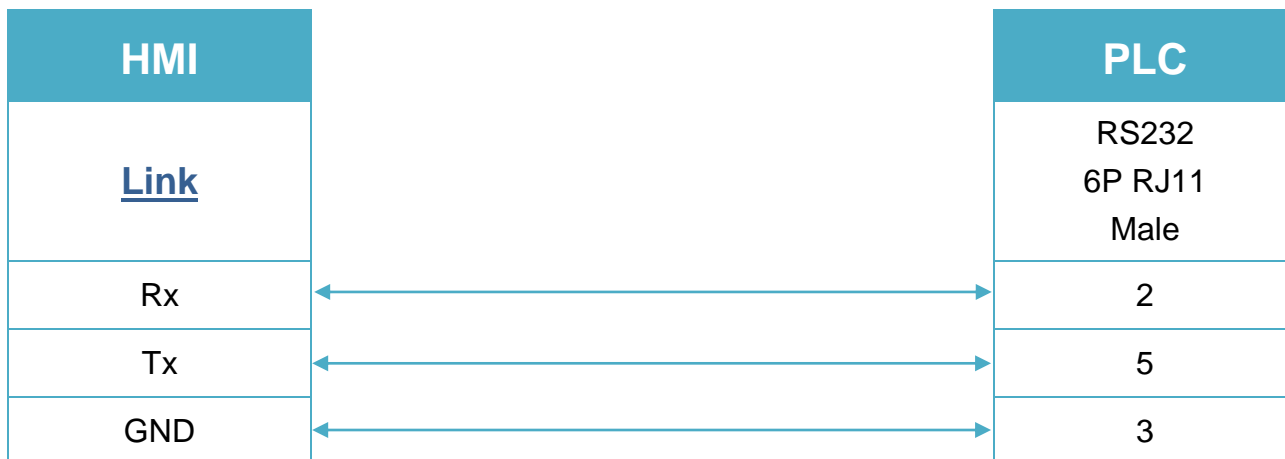 HMI
PLC
Link
RS232
6P RJ11
Male
Rx
2
Tx
5
GND
3